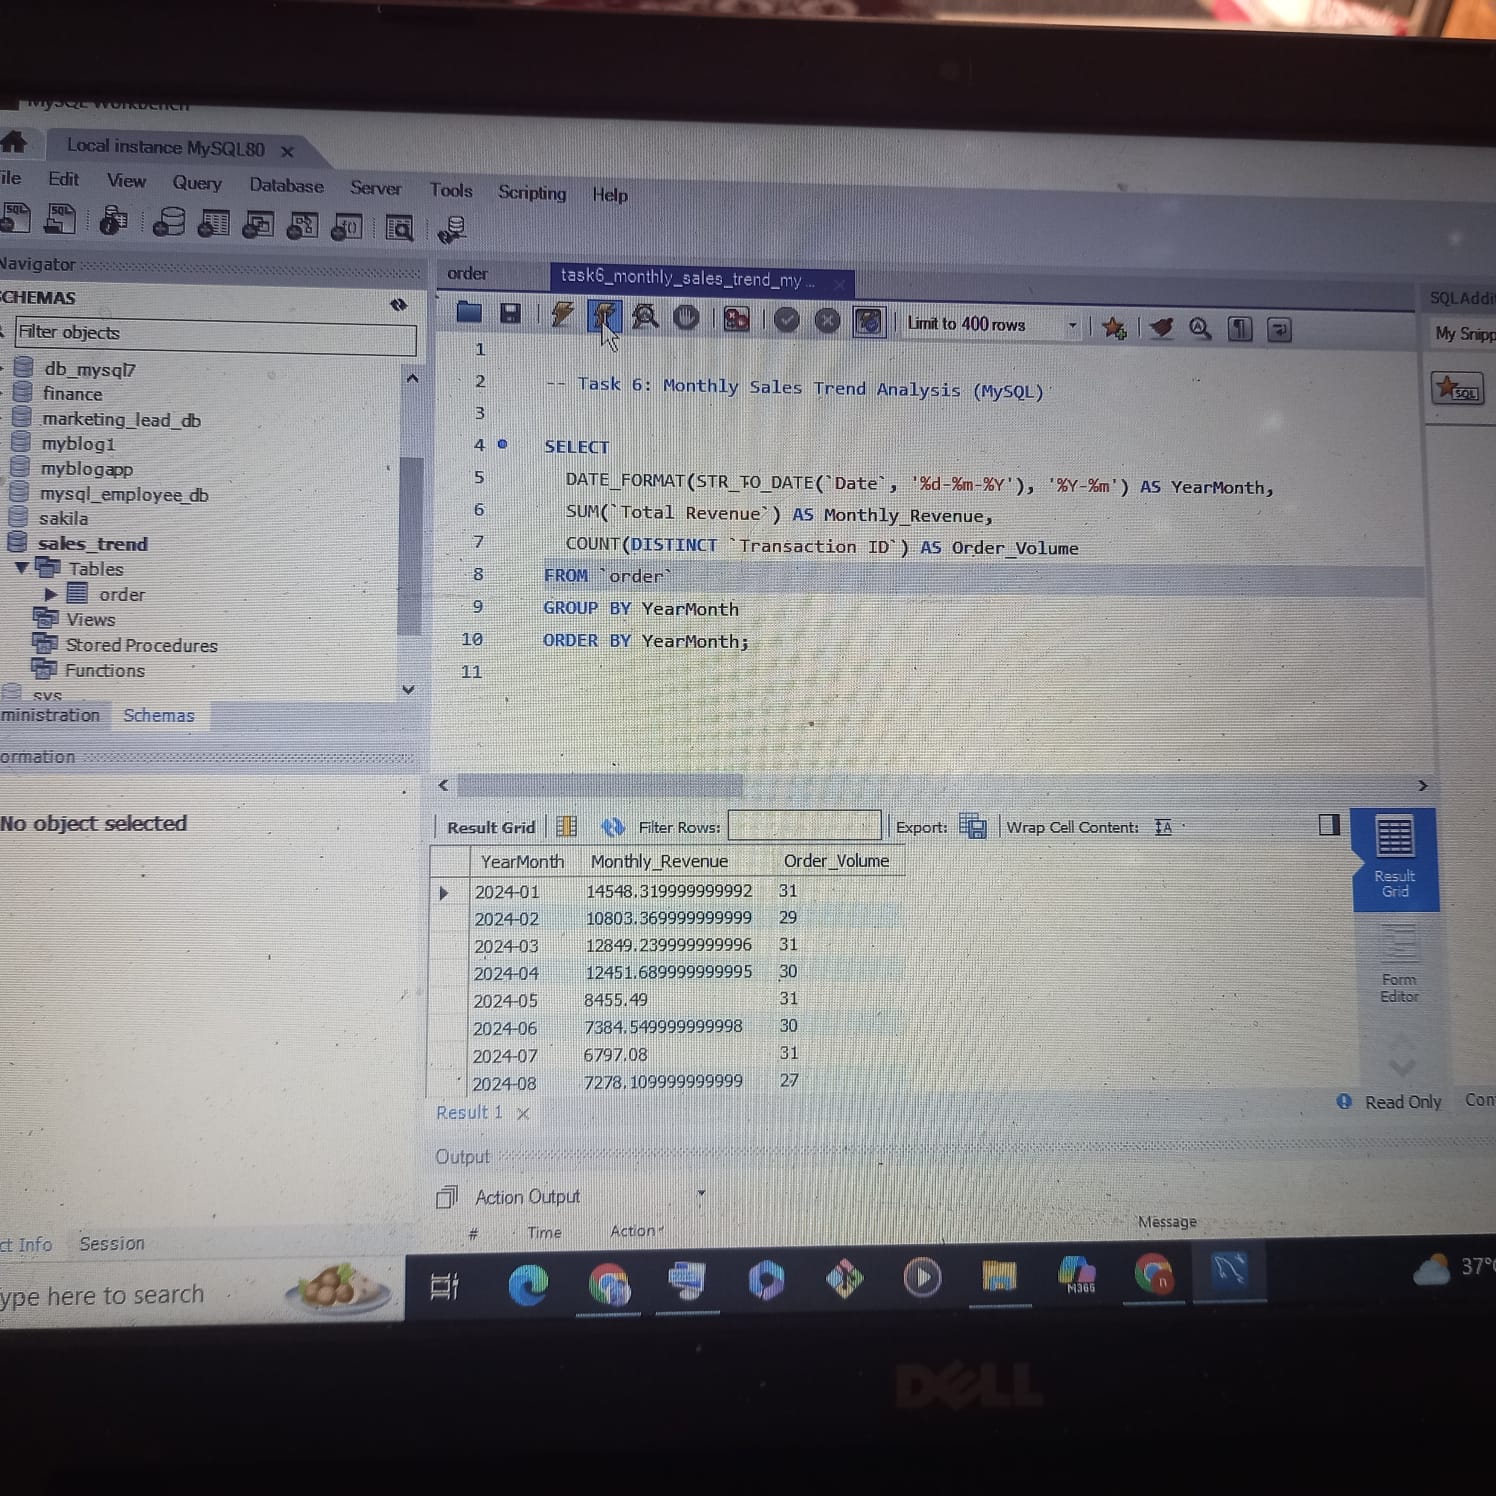 MySQL Workbench
Local instance MySQL80
ile Edit View Query Database Server Tools Scripting Help
Navigator
CHEMAS
Filter objects
db_mysql7
finance
marketing_lead_db
myblog1
myblogapp
mysql_employee_db
sakila
sales_trend
Tables
order
Views
Stored Procedures
Functions
sys
ministration Schemas
ormation
No object selected
ct Info Session
order task6_monthly_sales_trend_my...
Limit to 400 rows
1
2 -- Task 6: Monthly Sales Trend Analysis (MySQL)
3
4 SELECT
5 DATE_FORMAT(STR_TO_DATE(`Date`, '%d-%m-%Y'), '%Y-%m') AS YearMonth,
6 SUM(`Total Revenue`) AS Monthly_Revenue,
7 COUNT(DISTINCT `Transaction ID`) AS Order_Volume
8 FROM `order`
9 GROUP BY YearMonth
10 ORDER BY YearMonth;
11
SQLAddi
My Snipp
SQL
Result Grid Filter Rows: Export: Wrap Cell Content:
YearMonth Monthly_Revenue Order_Volume
2024-01 14548.319999999992 31
2024-02 10803.369999999999 29
2024-03 12849.239999999996 31
2024-04 12451.689999999995 30
2024-05 8455.49 31
2024-06 7384.549999999998 30
2024-07 6797.08 31
2024-08 7278.109999999999 27
Result
Grid
Form
Editor
Result 1
Read Only Con
Output
Action Output
# Time Action Message
ype here to search
M365
37°
DELL